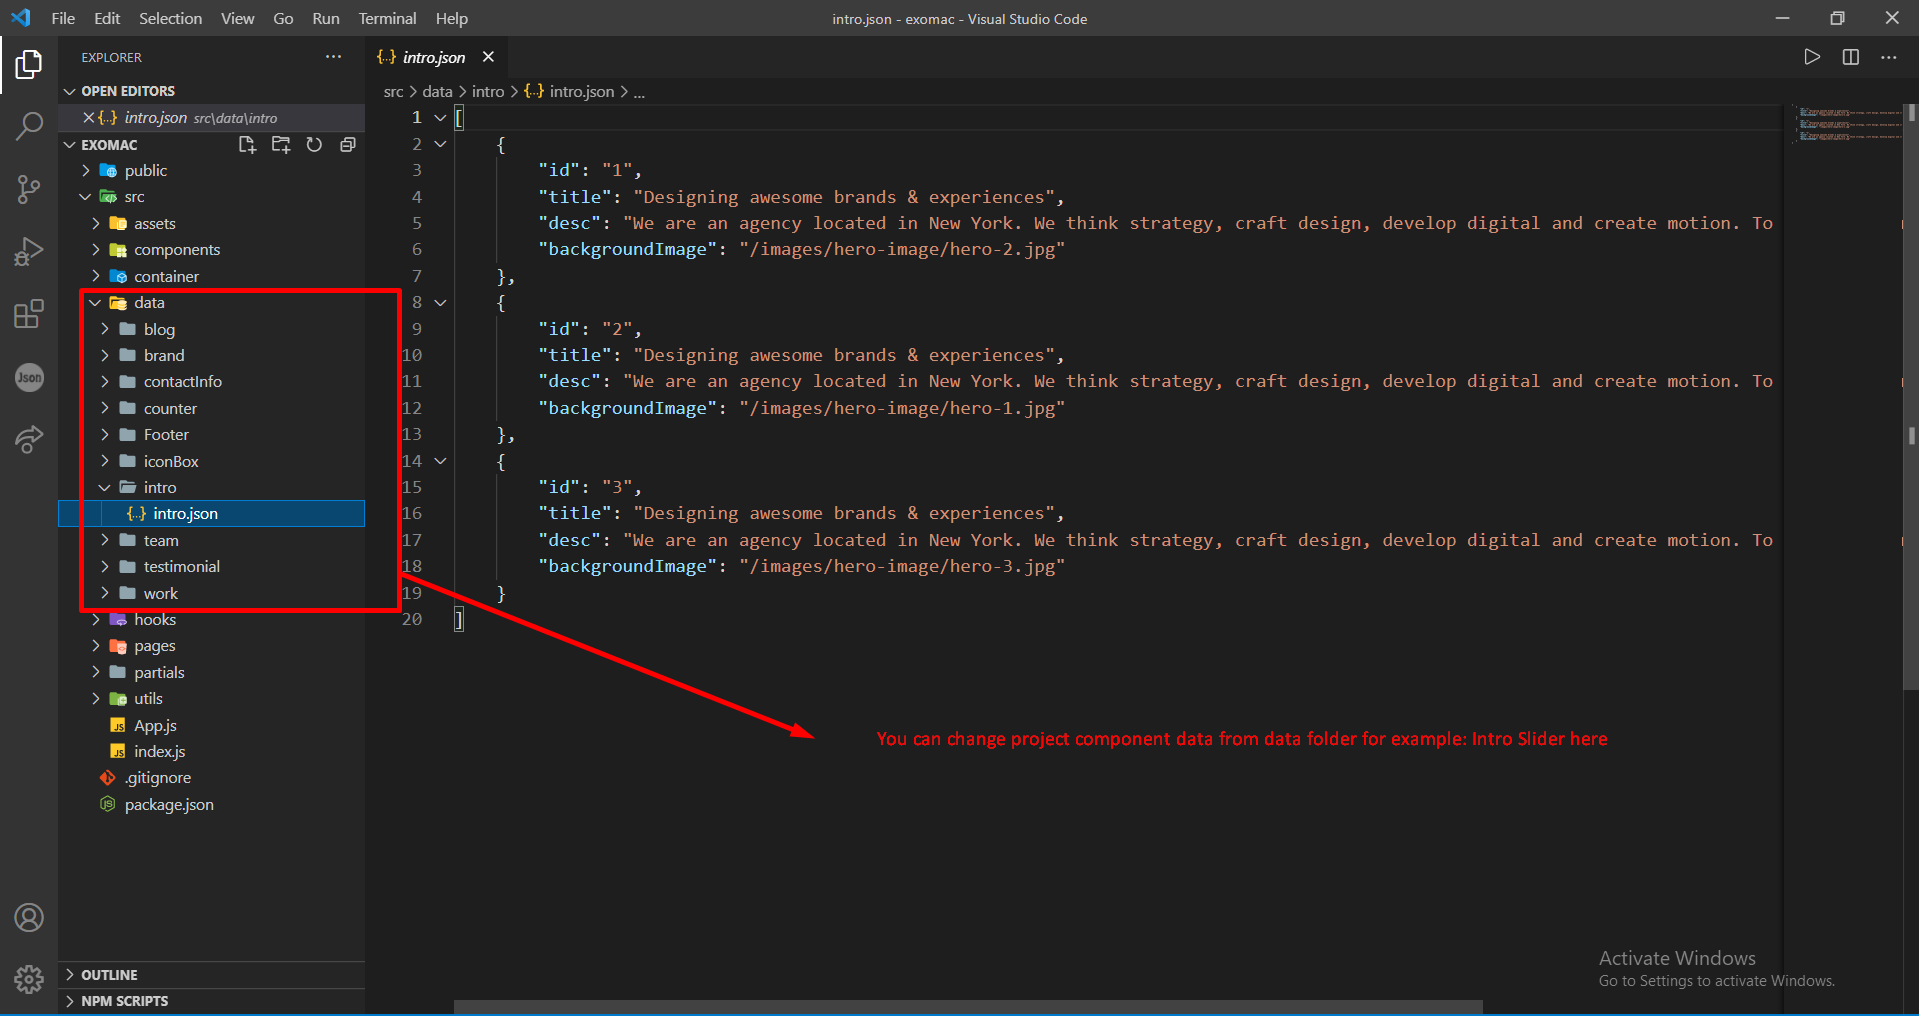 File Edit Selection View Go Run Terminal Help
intro.json - exomac - Visual Studio Code
EXPLORER
OPEN EDITORS
intro.json src\data\intro
EXOMAC
public
src
assets
components
container
data
blog
brand
contactInfo
counter
Footer
iconBox
intro
{..} intro.json
team
testimonial
work
hooks
pages
partials
utils
JS App.js
JS index.js
.gitignore
package.json
OUTLINE
NPM SCRIPTS
Json
{..} intro.json
src > data > intro > {..} intro.json > ...
1 [
2 {
3 "id": "1",
4 "title": "Designing awesome brands & experiences",
5 "desc": "We are an agency located in New York. We think strategy, craft design, develop digital and create motion. To
6 "backgroundImage": "/images/hero-image/hero-2.jpg"
7 },
8 {
9 "id": "2",
10 "title": "Designing awesome brands & experiences",
11 "desc": "We are an agency located in New York. We think strategy, craft design, develop digital and create motion. To
12 "backgroundImage": "/images/hero-image/hero-1.jpg"
13 },
14 {
15 "id": "3",
16 "title": "Designing awesome brands & experiences",
17 "desc": "We are an agency located in New York. We think strategy, craft design, develop digital and create motion. To
18 "backgroundImage": "/images/hero-image/hero-3.jpg"
19 }
20 ]
You can change project component data from data folder for example: Intro Slider here
Activate Windows
Go to Settings to activate Windows.